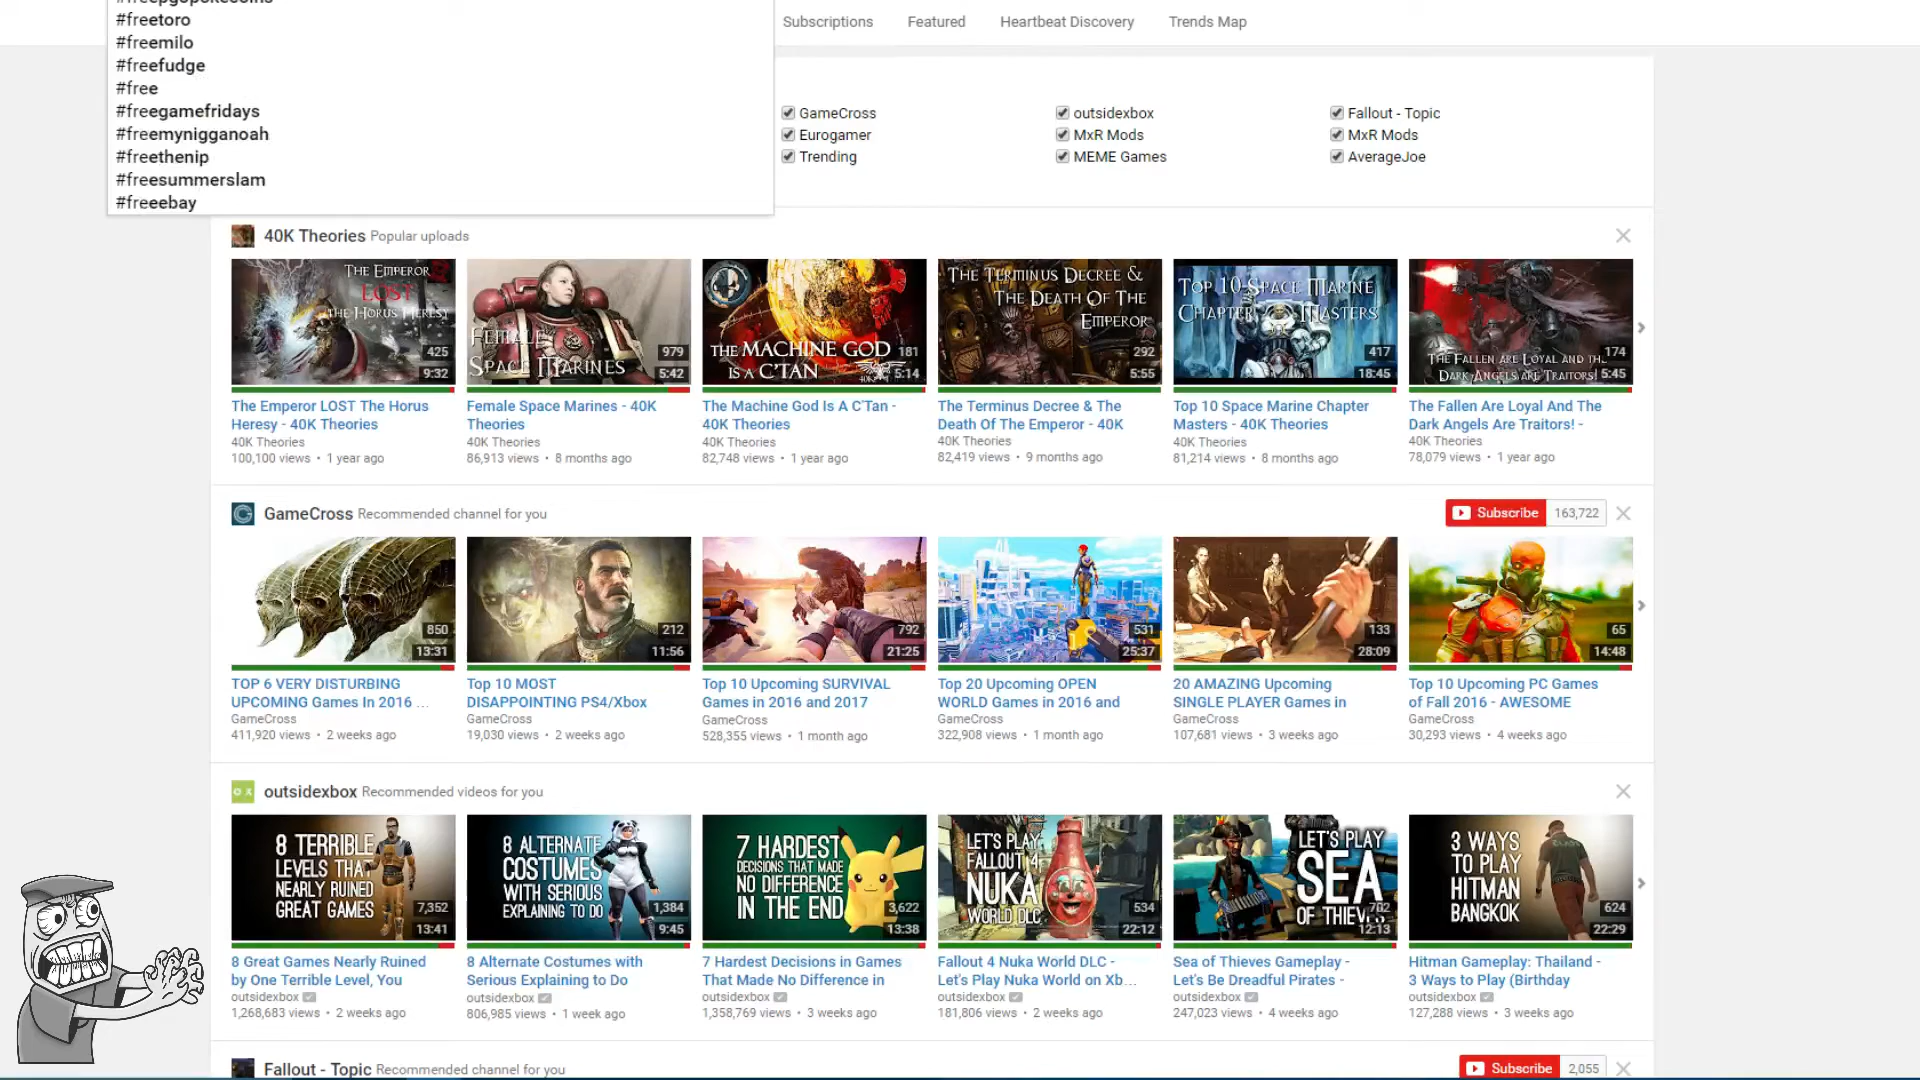 #freepgopokecoins
Subscriptions Featured Heartbeat Discovery Trends Map
#freetoro
#freemilo
#freefudge
#free
#freegamefridays
#freemynigganoah
#freethenip
#freesummerslam
#freeebay
GameCross outsidexbox Fallout - Topic
Eurogamer MxR Mods MxR Mods
Trending MEME Games AverageJoe
40K Theories Popular uploads
THE EMPEROR LOST THE HORUS HERESY 425 9:32
FEMALE SPACE MARINES 979 5:42
THE MACHINE GOD IS A C'TAN 181 5:14
THE TERMINUS DECREE & THE DEATH OF THE EMPEROR 292 5:55
TOP 10 SPACE MARINE CHAPTER MASTERS 417 18:45
THE FALLEN ARE LOYAL AND TH.. DARK ANGELS ARE TRAITORS! 174 5:45
The Emperor LOST The Horus Female Space Marines - 40K The Machine God Is A C'Tan - The Terminus Decree & The Top 10 Space Marine Chapter The Fallen Are Loyal And The
Heresy - 40K Theories Theories 40K Theories Death Of The Emperor - 40K Masters - 40K Theories Dark Angels Are Traitors! -
40K Theories 40K Theories 40K Theories 40K Theories 40K Theories 40K Theories
100,100 views • 1 year ago 86,913 views • 8 months ago 82,748 views • 1 year ago 82,419 views • 9 months ago 81,214 views • 8 months ago 78,079 views • 1 year ago
GameCross Recommended channel for you Subscribe 163,722
850 212 792 531 133 65
13:31 11:56 21:25 25:37 28:09 14:48
TOP 6 VERY DISTURBING Top 10 MOST Top 10 Upcoming SURVIVAL Top 20 Upcoming OPEN 20 AMAZING Upcoming Top 10 Upcoming PC Games
UPCOMING Games In 2016 ... DISAPPOINTING PS4/Xbox Games in 2016 and 2017 WORLD Games in 2016 and SINGLE PLAYER Games in of Fall 2016 - AWESOME
GameCross GameCross GameCross GameCross GameCross GameCross
411,920 views • 2 weeks ago 19,030 views • 2 weeks ago 528,355 views • 1 month ago 322,908 views • 1 month ago 107,681 views • 3 weeks ago 30,293 views • 4 weeks ago
OX outsidexbox Recommended videos for you
8 TERRIBLE LEVELS THAT NEARLY RUINED GREAT GAMES 7,352 13:41
8 ALTERNATE COSTUMES WITH SERIOUS EXPLAINING TO DO 1,384 9:45
7 HARDEST DECISIONS THAT MADE NO DIFFERENCE IN THE END 3,622 13:38
LET'S PLAY FALLOUT 4 NUKA WORLD DLC 534 22:12
LET'S PLAY SEA OF THIEVES 702 12:13
3 WAYS TO PLAY HITMAN BANGKOK 624 22:29
8 Great Games Nearly Ruined 8 Alternate Costumes with 7 Hardest Decisions in Games Fallout 4 Nuka World DLC - Sea of Thieves Gameplay - Hitman Gameplay: Thailand -
by One Terrible Level, You Serious Explaining to Do That Made No Difference in Let's Play Nuka World on Xb... Let's Be Dreadful Pirates - 3 Ways to Play (Birthday
outsidexbox outsidexbox outsidexbox outsidexbox outsidexbox outsidexbox
1,268,683 views • 2 weeks ago 806,985 views • 1 week ago 1,358,769 views • 3 weeks ago 181,806 views • 2 weeks ago 247,023 views • 4 weeks ago 127,288 views • 3 weeks ago
Fallout - Topic Recommended channel for you Subscribe 2,055